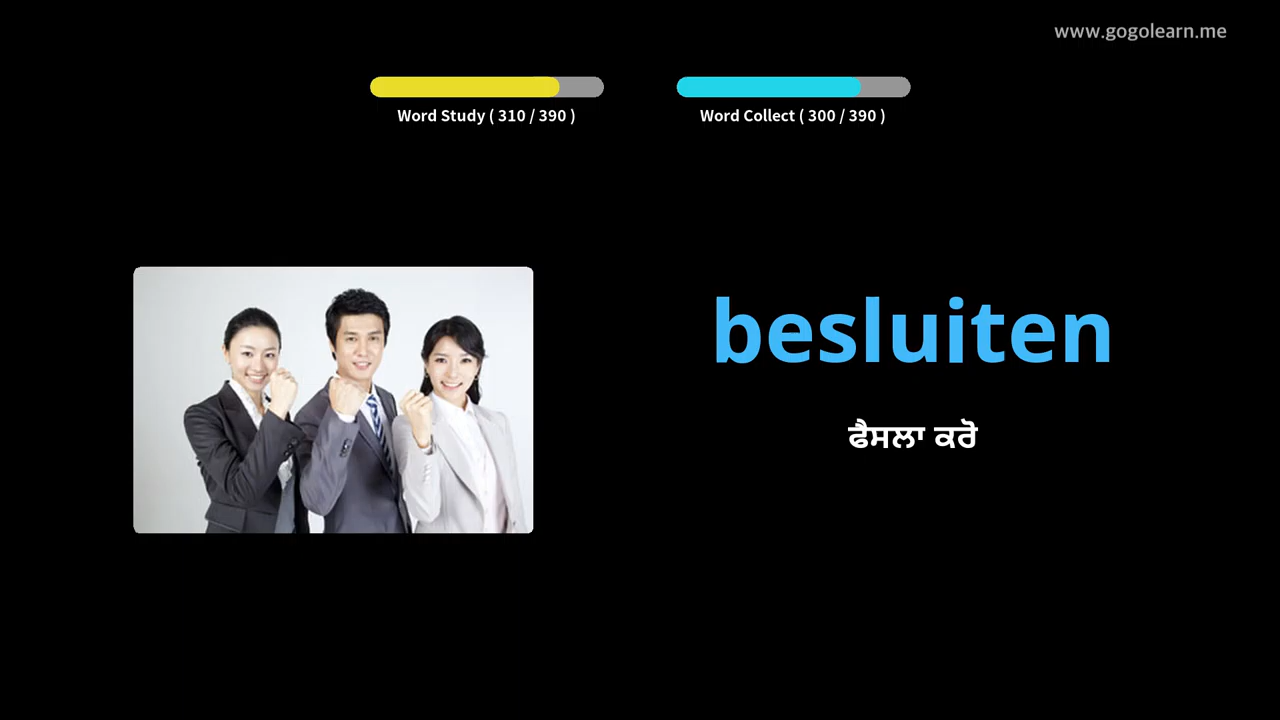 www.gogolearn.me
Word Study ( 310 / 390 )
Word Collect ( 300 / 390 )
besluiten
ਫੈਸਲਾ ਕਰੋ